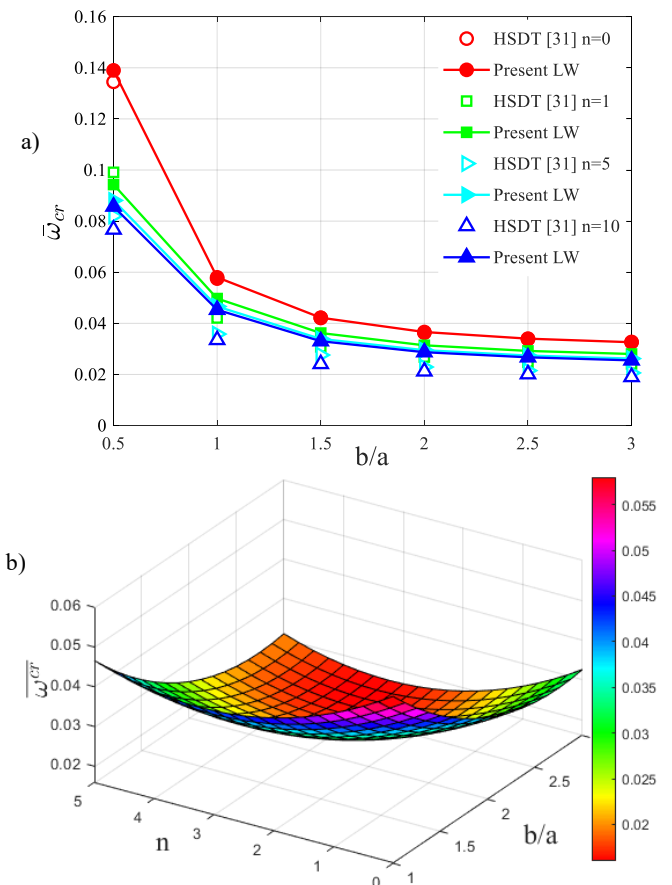 a)
0.16
0.14
0.12
0.1
0.08
0.06
0.04
0.02
0
ω̄cr
HSDT [31] n=0
Present LW
HSDT [31] n=1
Present LW
HSDT [31] n=5
Present LW
HSDT [31] n=10
Present LW
0.5 1 1.5 2 2.5 3
b/a
b)
0.06
0.05
0.04
0.03
0.02
ω̅c̅r̅
5 4 3 2 1 0
n
1 1.5 2 2.5
b/a
0.055
0.05
0.045
0.04
0.035
0.03
0.025
0.02